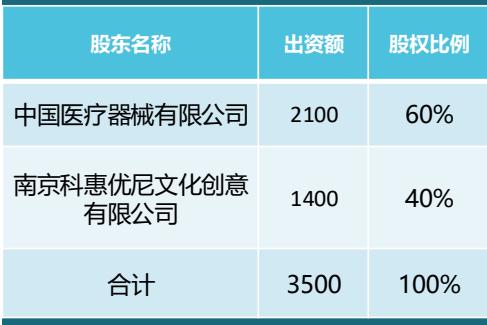 股东名称 出资额 股权比例
中国医疗器械有限公司 2100 60%
南京科惠优尼文化创意
有限公司 1400 40%
合计 3500 100%